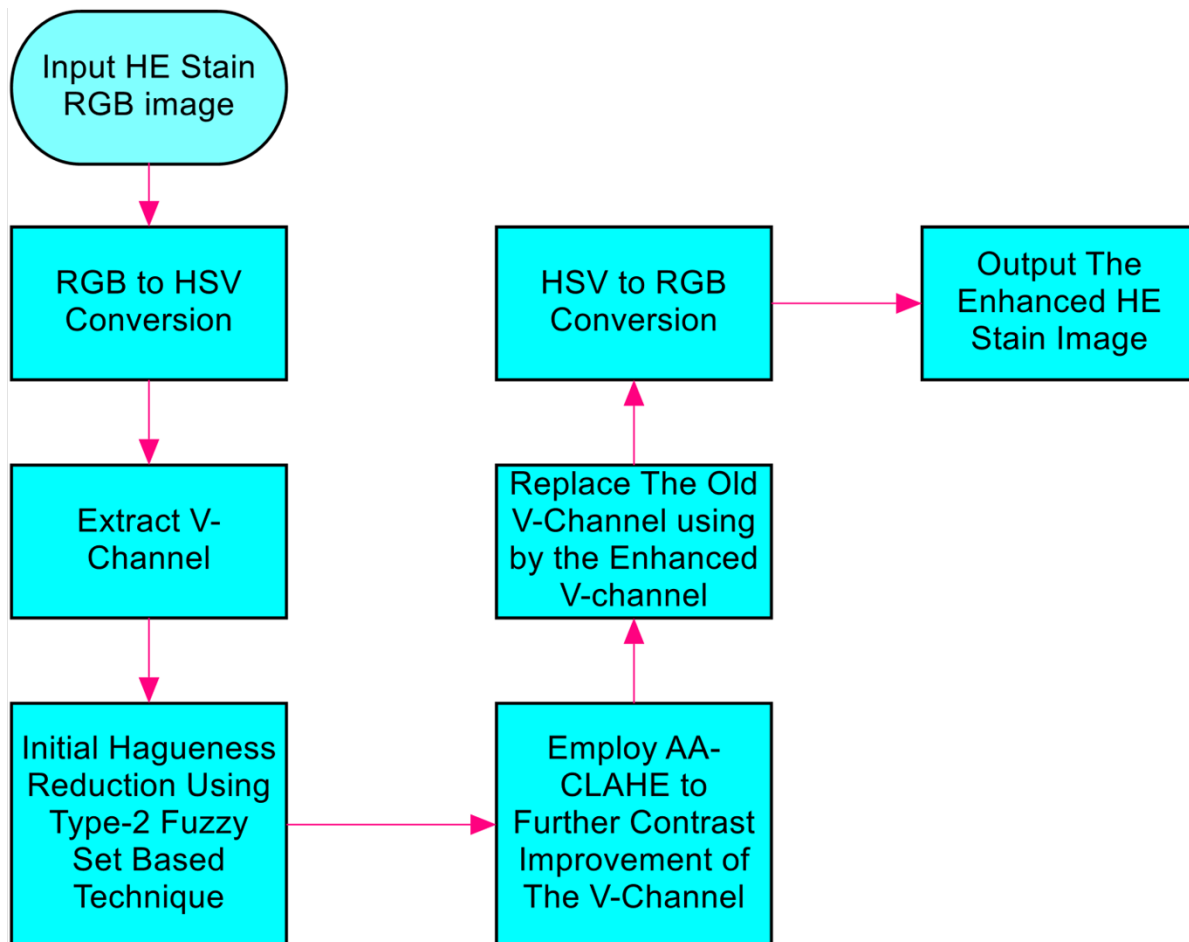 Input HE Stain
RGB image
RGB to HSV
Conversion
Extract V-
Channel
Initial Hagueness
Reduction Using
Type-2 Fuzzy
Set Based
Technique
Employ AA-
CLAHE to
Further Contrast
Improvement of
The V-Channel
Replace The Old
V-Channel using
by the Enhanced
V-channel
HSV to RGB
Conversion
Output The
Enhanced HE
Stain Image